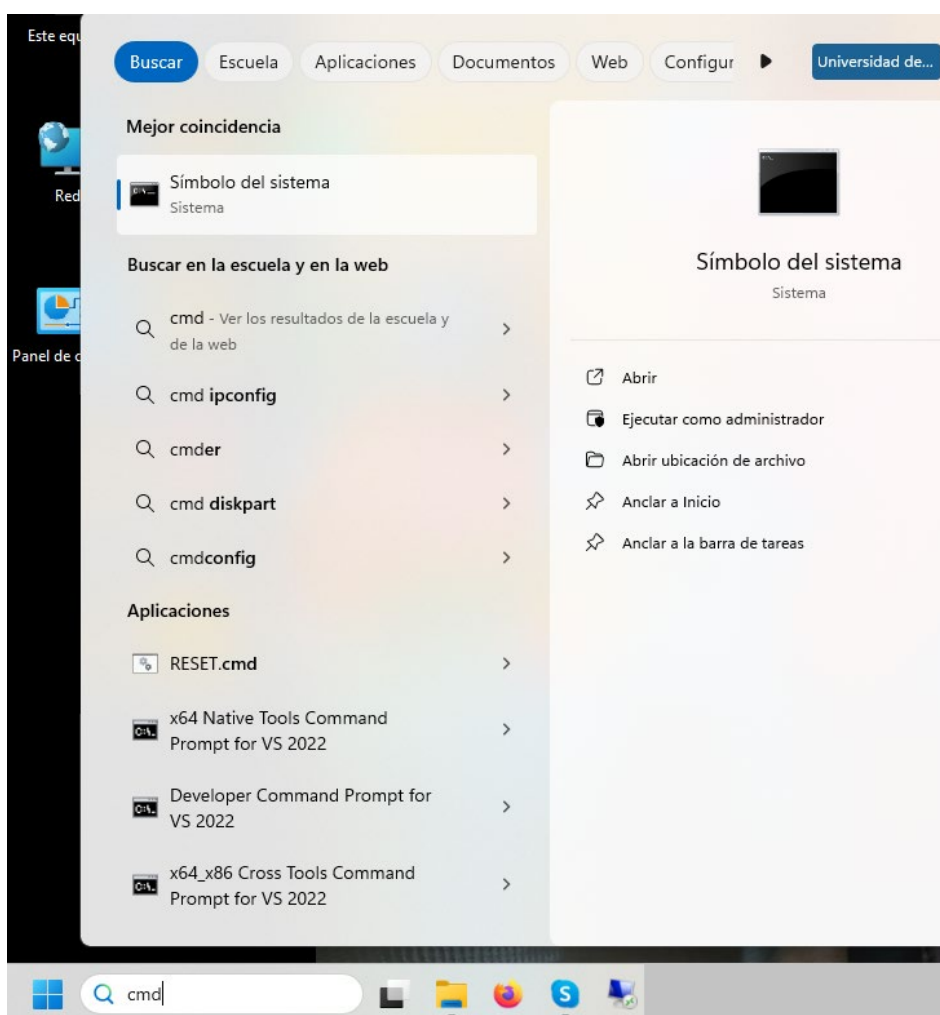 Este equ
Buscar
Escuela
Aplicaciones
Documentos
Web
Configur
Universidad de...
Mejor coincidencia
Símbolo del sistema
Sistema
Red
Buscar en la escuela y en la web
cmd - Ver los resultados de la escuela y
de la web
Panel de c
cmd ipconfig
cmder
cmd diskpart
cmdconfig
Aplicaciones
RESET.cmd
x64 Native Tools Command
Prompt for VS 2022
Developer Command Prompt for
VS 2022
x64_x86 Cross Tools Command
Prompt for VS 2022
Símbolo del sistema
Sistema
Abrir
Ejecutar como administrador
Abrir ubicación de archivo
Anclar a Inicio
Anclar a la barra de tareas
cmd